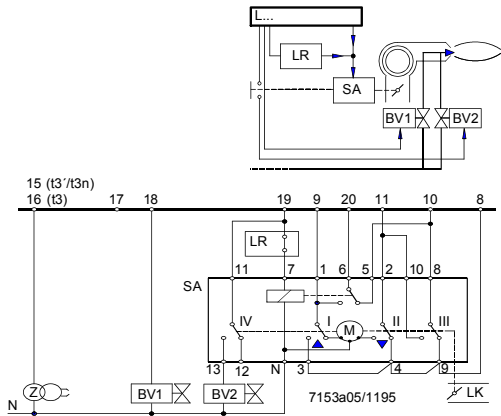 L...
LR
SA
BV1 BV2
15 (t3´/t3n)
16 (t3) 17 18 19 9 20 11 10 8
LR
11 7 1 6 5 2 10 8
SA
IV I M II III
13 12 N 3 4 9
Z BV1 BV2 7153a05/1195 LK
N